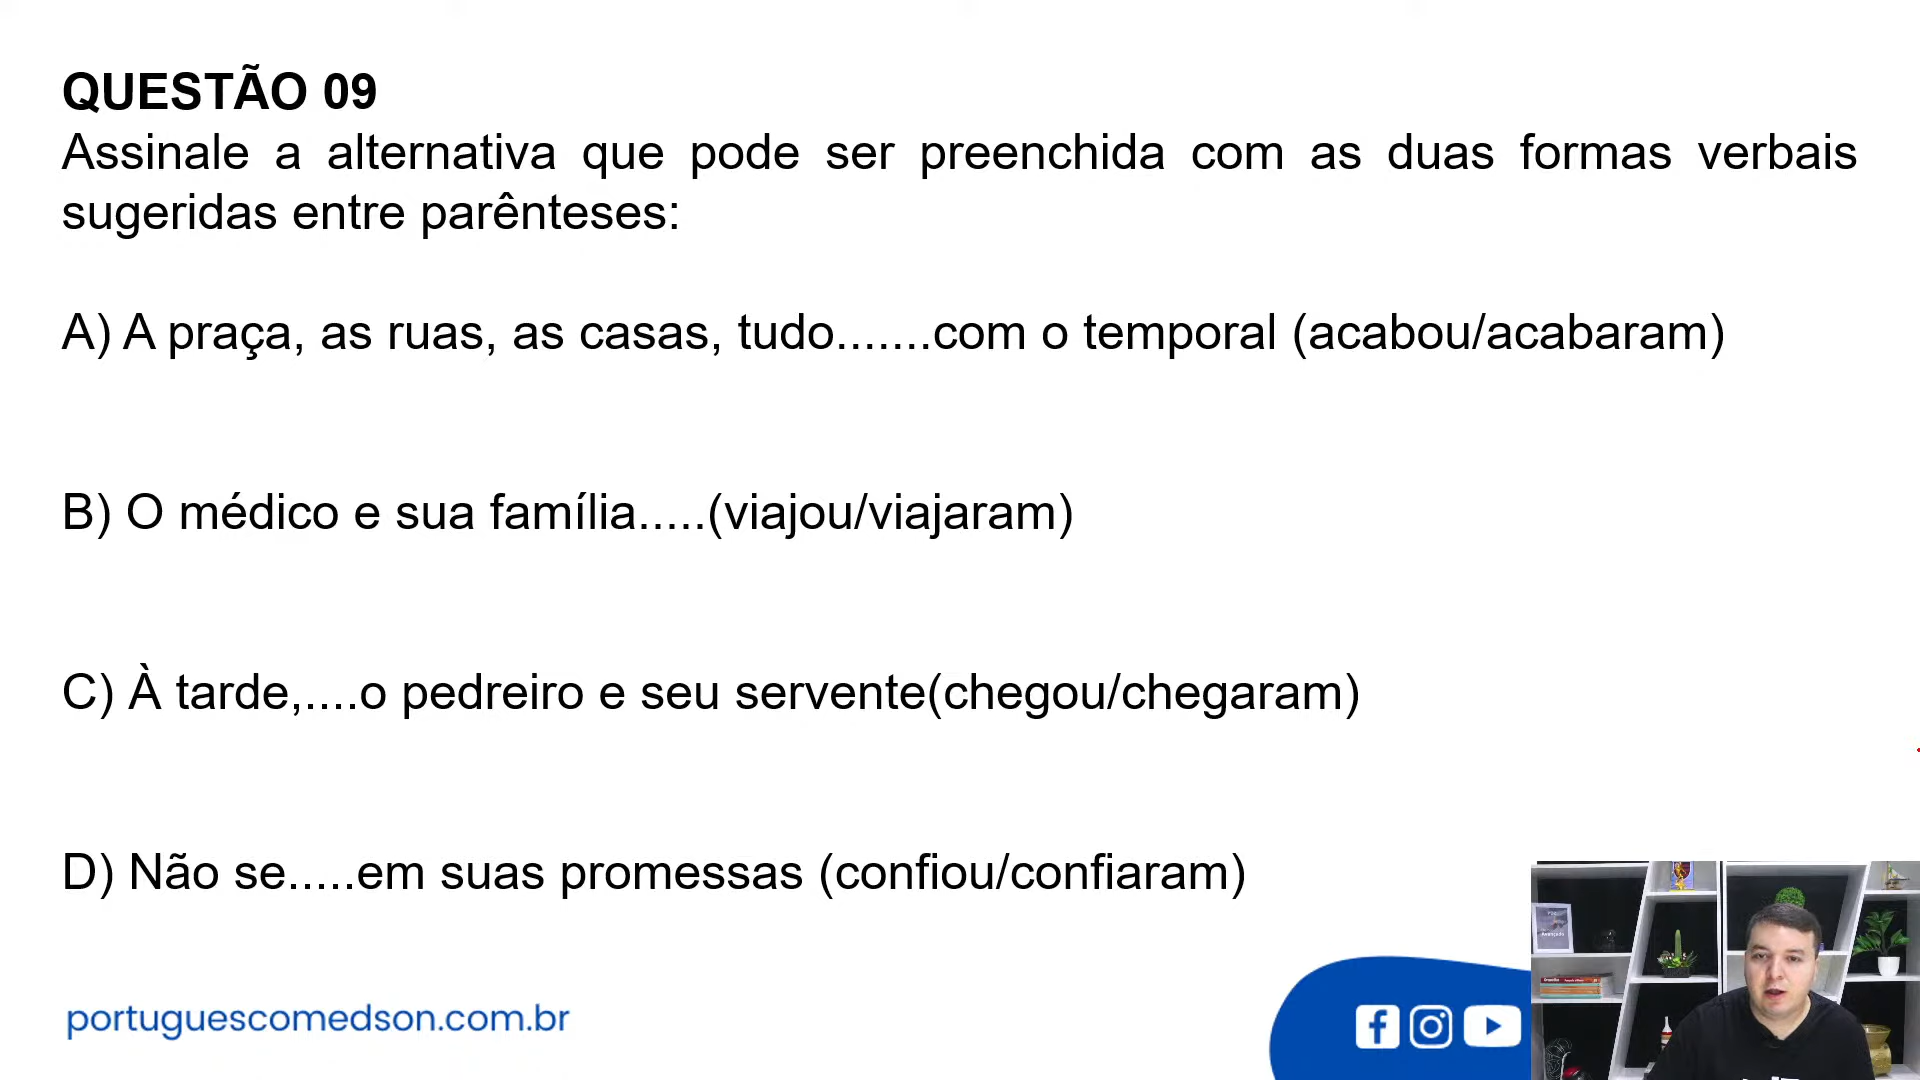 QUESTÃO 09
Assinale a alternativa que pode ser preenchida com as duas formas verbais
sugeridas entre parênteses:
A) A praça, as ruas, as casas, tudo.......com o temporal (acabou/acabaram)
B) O médico e sua família.....(viajou/viajaram)
C) À tarde,....o pedreiro e seu servente(chegou/chegaram)
D) Não se.....em suas promessas (confiou/confiaram)
portuguescomedson.com.br